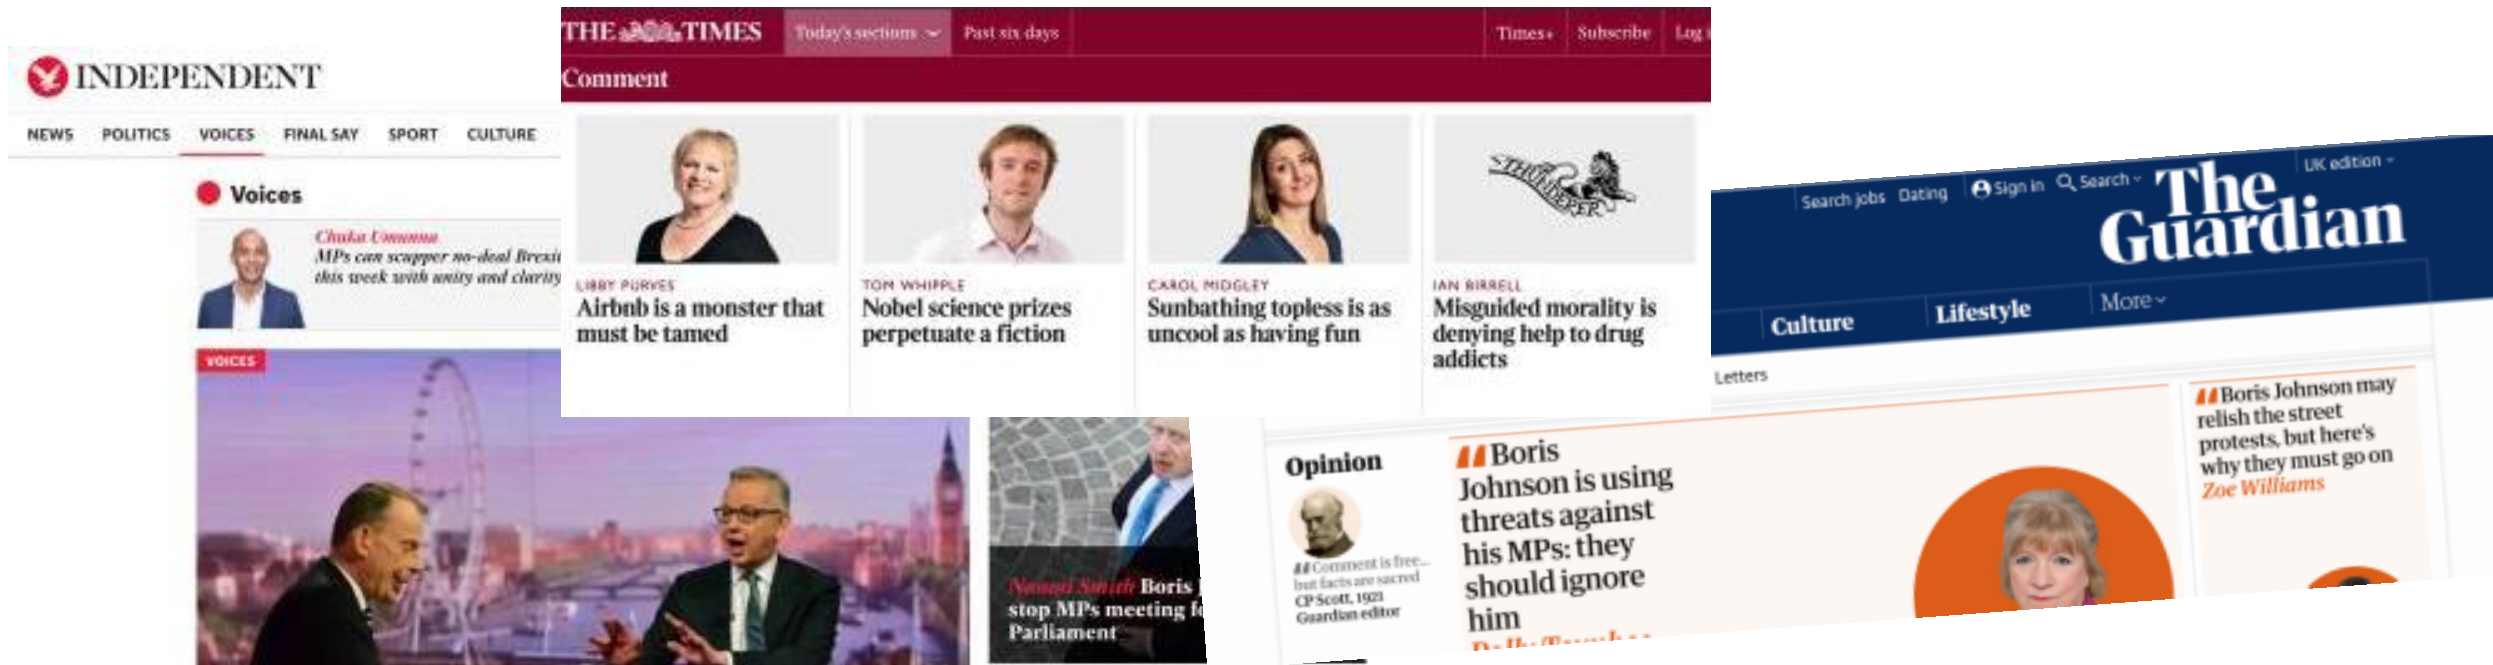 INDEPENDENT
NEWS POLITICS VOICES FINAL SAY SPORT CULTURE
Voices
Chuka Umunna
MPs can scupper no-deal Brexit
this week with unity and clarity
VOICES
Boris
stop MPs meeting
Parliament
THE TIMES
Today's sections
Past six days
Times+
Subscribe
Log
Comment
LIBBY PURVES
Airbnb is a monster that
must be tamed
TOM WHIPPLE
Nobel science prizes
perpetuate a fiction
CAROL MIDGLEY
Sunbathing topless is as
uncool as having fun
THUNDERER
IAN BIRRELL
Misguided morality is
denying help to drug
addicts
UK edition
Search jobs Dating Sign in Search
The
Guardian
Culture Lifestyle More
Letters
Opinion
Comment is free...
but facts are sacred
CP Scott, 1921
Guardian editor
Boris
Johnson is using
threats against
his MPs: they
should ignore
him
Boris Johnson may
relish the street
protests, but here's
why they must go on
Zoe Williams